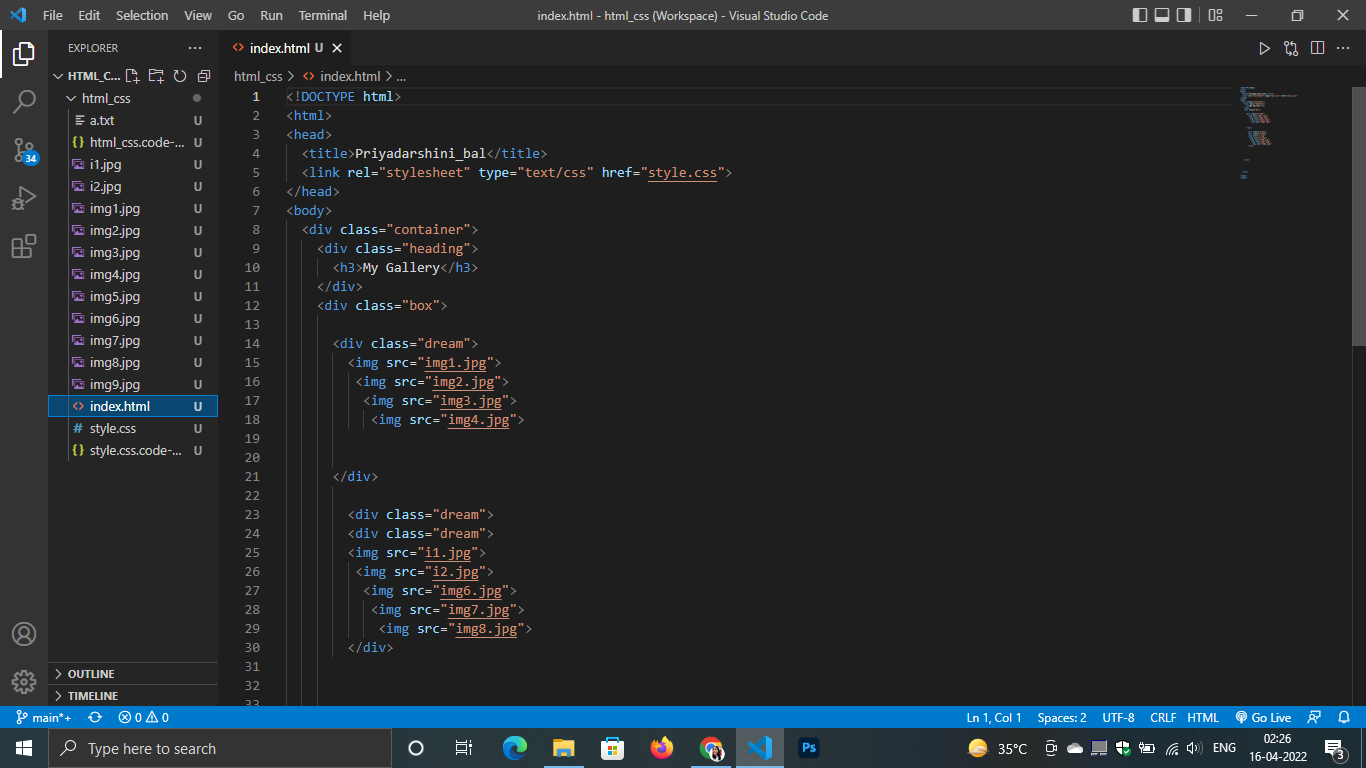 File Edit Selection View Go Run Terminal Help index.html - html_css (Workspace) - Visual Studio Code
EXPLORER
index.html U
HTML_C...
html_css > index.html > ...
html_css
a.txt U
html_css.code-... U
i1.jpg U
i2.jpg U
img1.jpg U
img2.jpg U
img3.jpg U
img4.jpg U
img5.jpg U
img6.jpg U
img7.jpg U
img8.jpg U
img9.jpg U
index.html U
style.css U
style.css.code-... U
34
OUTLINE
TIMELINE
1 <!DOCTYPE html>
2 <html>
3 <head>
4 <title>Priyadarshini_bal</title>
5 <link rel="stylesheet" type="text/css" href="style.css">
6 </head>
7 <body>
8 <div class="container">
9 <div class="heading">
10 <h3>My Gallery</h3>
11 </div>
12 <div class="box">
13
14 <div class="dream">
15 <img src="img1.jpg">
16 <img src="img2.jpg">
17 <img src="img3.jpg">
18 <img src="img4.jpg">
19
20
21 </div>
22
23 <div class="dream">
24 <div class="dream">
25 <img src="i1.jpg">
26 <img src="i2.jpg">
27 <img src="img6.jpg">
28 <img src="img7.jpg">
29 <img src="img8.jpg">
30 </div>
31
32
33
main*+ 0 0 Ln 1, Col 1 Spaces: 2 UTF-8 CRLF HTML Go Live
Type here to search
Ps
35°C ENG
02:26
16-04-2022
3